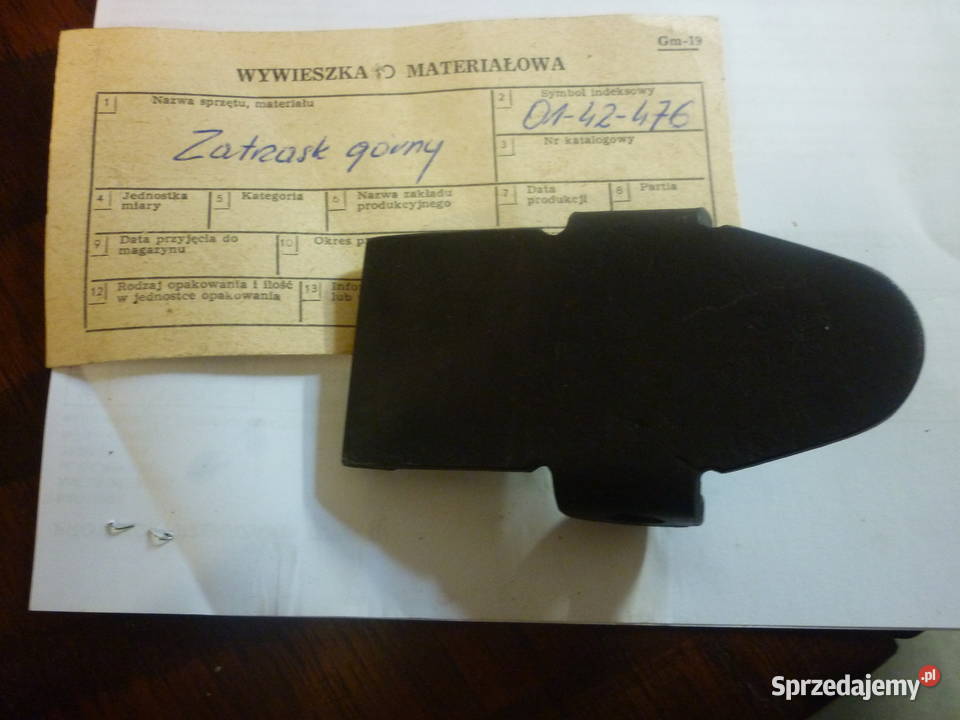 Gm-19
WYWIESZKA MATERIAŁOWA
1 Nazwa sprzętu, materiału
Zatrzask górny
2 Symbol indeksowy
01-42-476
3 Nr katalogowy
4 Jednostka miary
5 Kategoria
6 Nazwa zakładu produkcyjnego
7 Data produkcji
8 Partia
9 Data przyjęcia do magazynu
10 Okres
12 Rodzaj opakowania i ilość w jednostce opakowania
13
lub
Sprzedajemy.pl